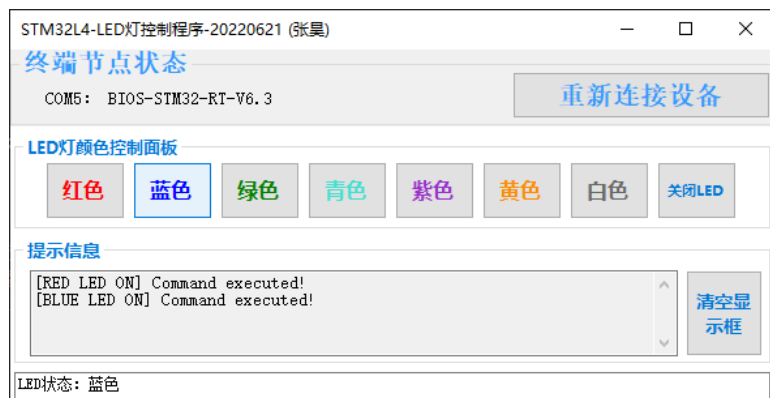 STM32L4-LED灯控制程序-20220621 (张昊)
终端节点状态
COM5: BIOS-STM32-RT-V6.3
重新连接设备
LED灯颜色控制面板
红色 蓝色 绿色 青色 紫色 黄色 白色 关闭LED
提示信息
[RED LED ON] Command executed!
[BLUE LED ON] Command executed!
清空显
示框
LED状态: 蓝色